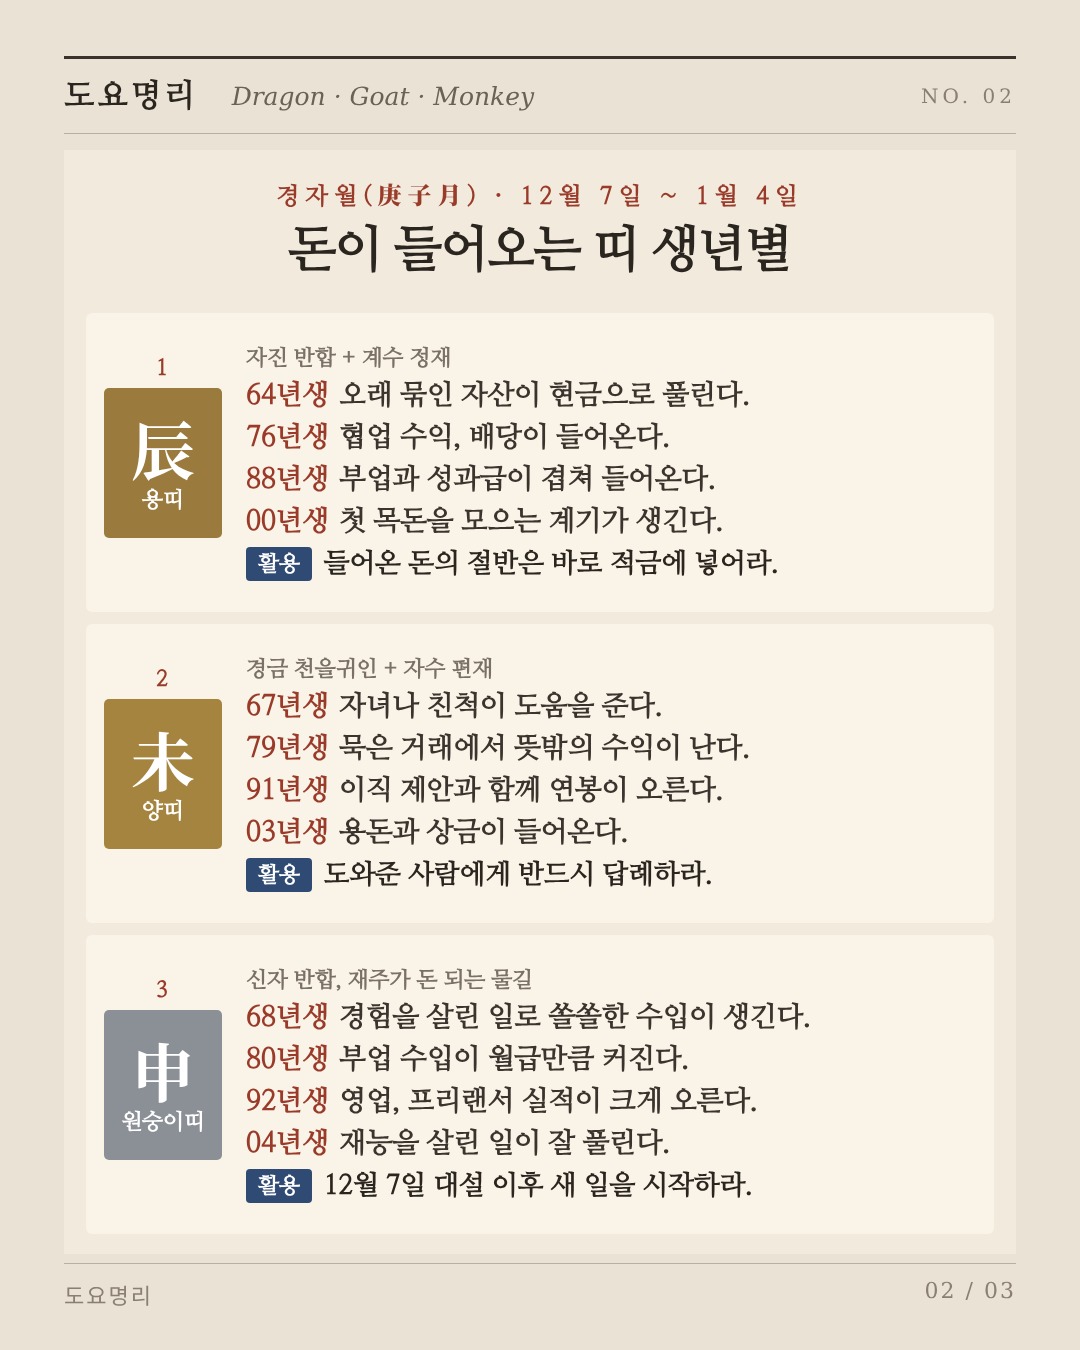 도요명리 Dragon · Goat · Monkey NO. 02
경자월(庚子月) · 12월 7일 ~ 1월 4일
돈이 들어오는 띠 생년별
1
辰
용띠
자진 반합 + 계수 정재
64년생 오래 묶인 자산이 현금으로 풀린다.
76년생 협업 수익, 배당이 들어온다.
88년생 부업과 성과급이 겹쳐 들어온다.
00년생 첫 목돈을 모으는 계기가 생긴다.
활용 들어온 돈의 절반은 바로 적금에 넣어라.
2
未
양띠
경금 천을귀인 + 자수 편재
67년생 자녀나 친척이 도움을 준다.
79년생 묵은 거래에서 뜻밖의 수익이 난다.
91년생 이직 제안과 함께 연봉이 오른다.
03년생 용돈과 상금이 들어온다.
활용 도와준 사람에게 반드시 답례하라.
3
申
원숭이띠
신자 반합, 재주가 돈 되는 물길
68년생 경험을 살린 일로 쏠쏠한 수입이 생긴다.
80년생 부업 수입이 월급만큼 커진다.
92년생 영업, 프리랜서 실적이 크게 오른다.
04년생 재능을 살린 일이 잘 풀린다.
활용 12월 7일 대설 이후 새 일을 시작하라.
도요명리 02 / 03